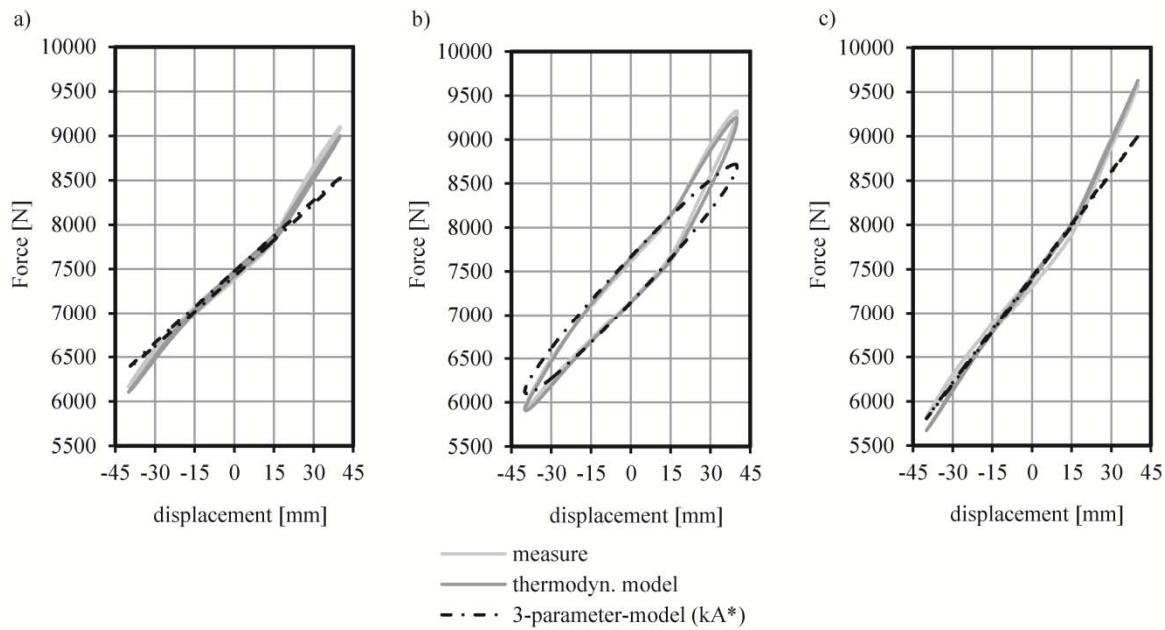 a)
b)
c)
10000
9500
9000
8500
8000
7500
7000
6500
6000
5500
Force [N]
-45 -30 -15 0 15 30 45
displacement [mm]
10000
9500
9000
8500
8000
7500
7000
6500
6000
5500
Force [N]
-45 -30 -15 0 15 30 45
displacement [mm]
10000
9500
9000
8500
8000
7500
7000
6500
6000
5500
Force [N]
-45 -30 -15 0 15 30 45
displacement [mm]
measure
thermodyn. model
3-parameter-model (kA*)